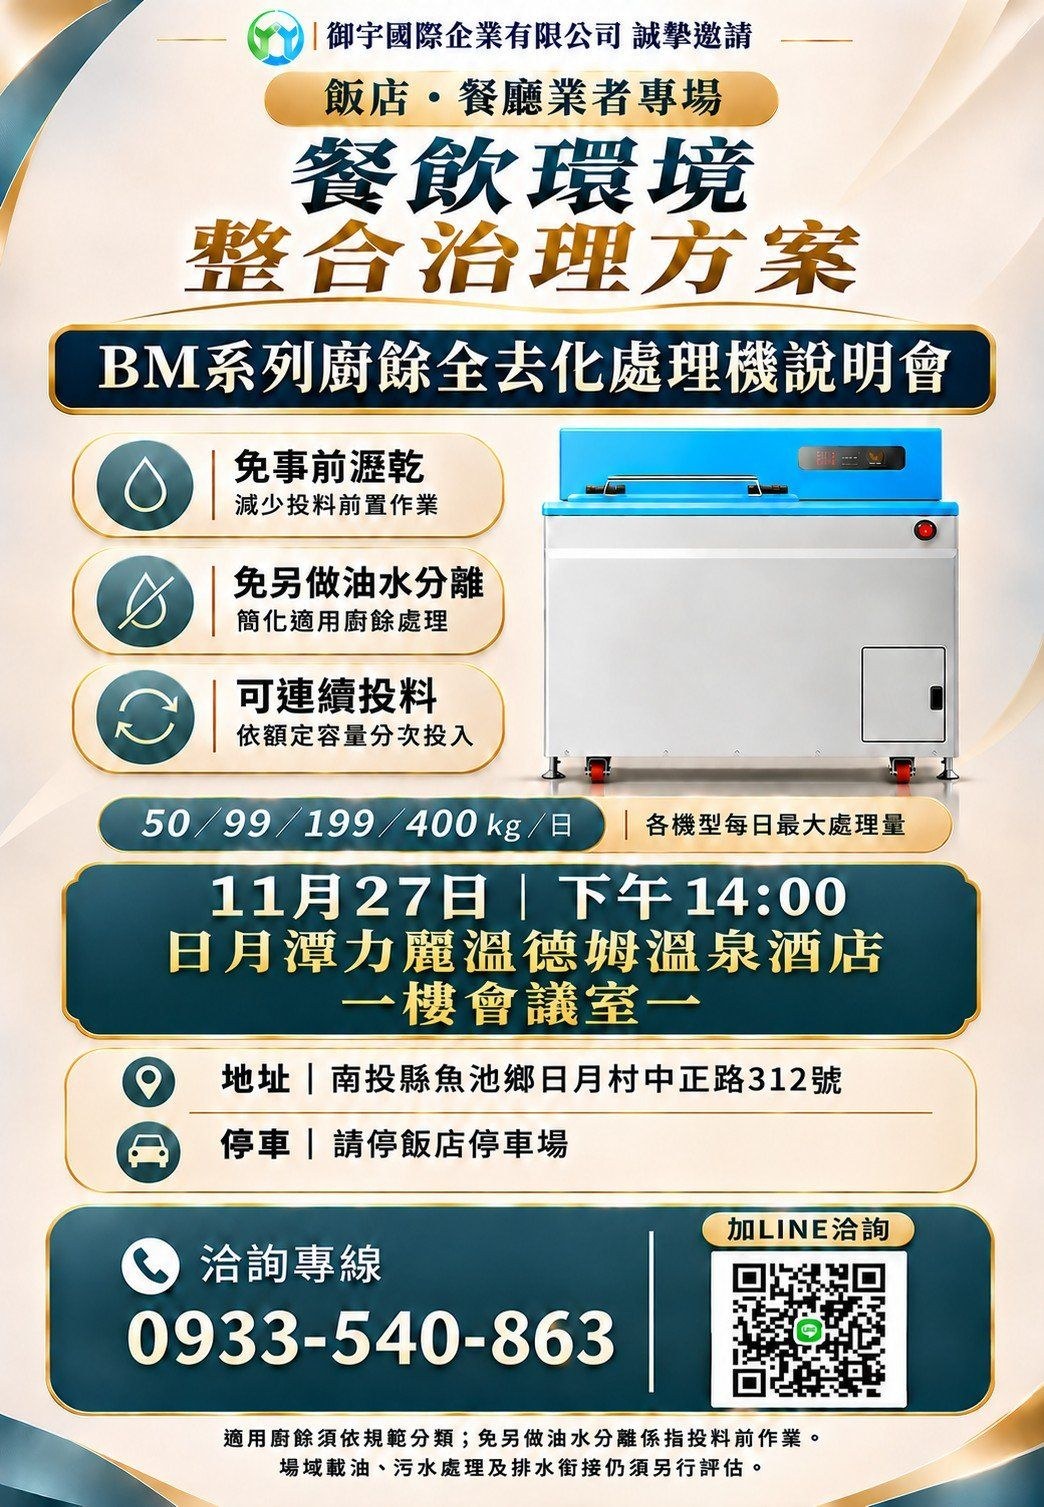 御宇國際企業有限公司 誠摯邀請
飯店・餐廳業者專場
餐飲環境
整合治理方案
BM系列廚餘全去化處理機說明會
免事前瀝乾
減少投料前置作業
免另做油水分離
簡化適用廚餘處理
可連續投料
依額定容量分次投入
50/99/199/400 kg/日 | 各機型每日最大處理量
11月27日 | 下午 14:00
日月潭力麗溫德姆溫泉酒店
一樓會議室一
地址 | 南投縣魚池鄉日月村中正路312號
停車 | 請停飯店停車場
洽詢專線
0933-540-863
加LINE洽詢
適用廚餘須依規範分類；免另做油水分離係指投料前作業。
場域截油、污水處理及排水銜接仍須另行評估。